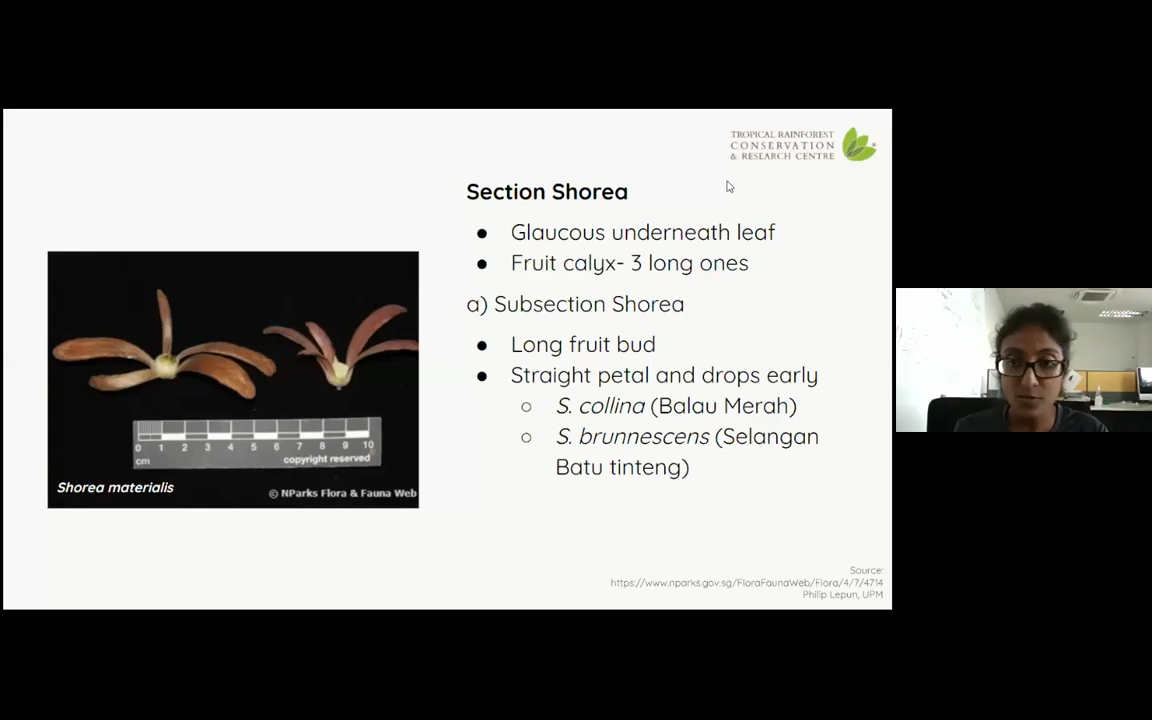 TROPICAL RAINFOREST
CONSERVATION
& RESEARCH CENTRE
Section Shorea
● Glaucous underneath leaf
● Fruit calyx- 3 long ones
a) Subsection Shorea
● Long fruit bud
● Straight petal and drops early
○ S. collina (Balau Merah)
○ S. brunnescens (Selangan
Batu tinteng)
0 1 2 3 4 5 6 7 8 9 10
cm copyright reserved
Shorea materialis
© NParks Flora & Fauna Web
Source:
https://www.nparks.gov.sg/FloraFaunaWeb/Flora/4/7/4714
Philip Lepun, UPM